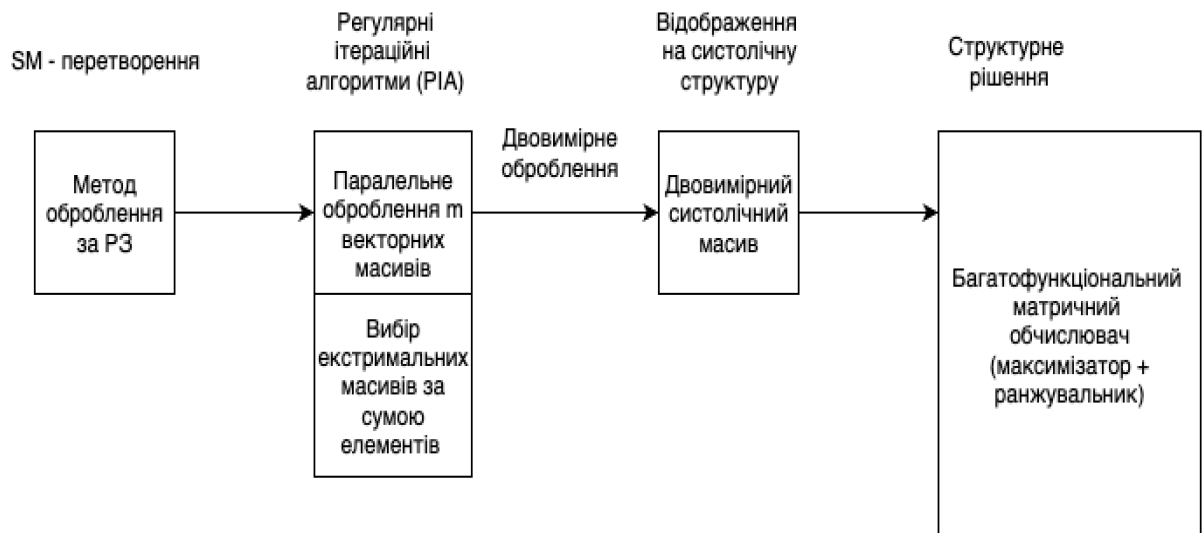 SM - перетворення
Регулярні
ітераційні
алгоритми (РІА)
Відображення
на систолічну
структуру
Структурне
рішення
Метод
оброблення
за РЗ
Паралельне
оброблення m
векторних
масивів
Двовимірне
оброблення
Двовимірний
систолічний
масив
Багатофункціональний
матричний
обчислювач
(максимізатор +
ранжувальник)
Вибір
екстримальних
масивів за
сумою
елементів